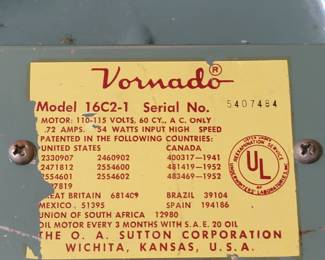 Vornado®
Model 16C2-1 Serial No. 5407484
MOTOR: 110-115 VOLTS, 60 CY., A C. ONLY
.72 AMPS. 54 WATTS INPUT HIGH SPEED
PATENTED IN THE FOLLOWING COUNTRIES:
UNITED STATES CANADA
2330907 2460902 400317—1941
2471812 2554600 481419—1952
2554602 2554602 483469—1952
97819
GREAT BRITAIN 681409 BRAZIL 39104
MEXICO 51395 SPAIN 194186
UNION OF SOUTH AFRICA 12980
OIL MOTOR EVERY 3 MONTHS WITH S.A.E. 20 OIL
THE O. A. SUTTON CORPORATION
WICHITA, KANSAS, U.S.A.
UL